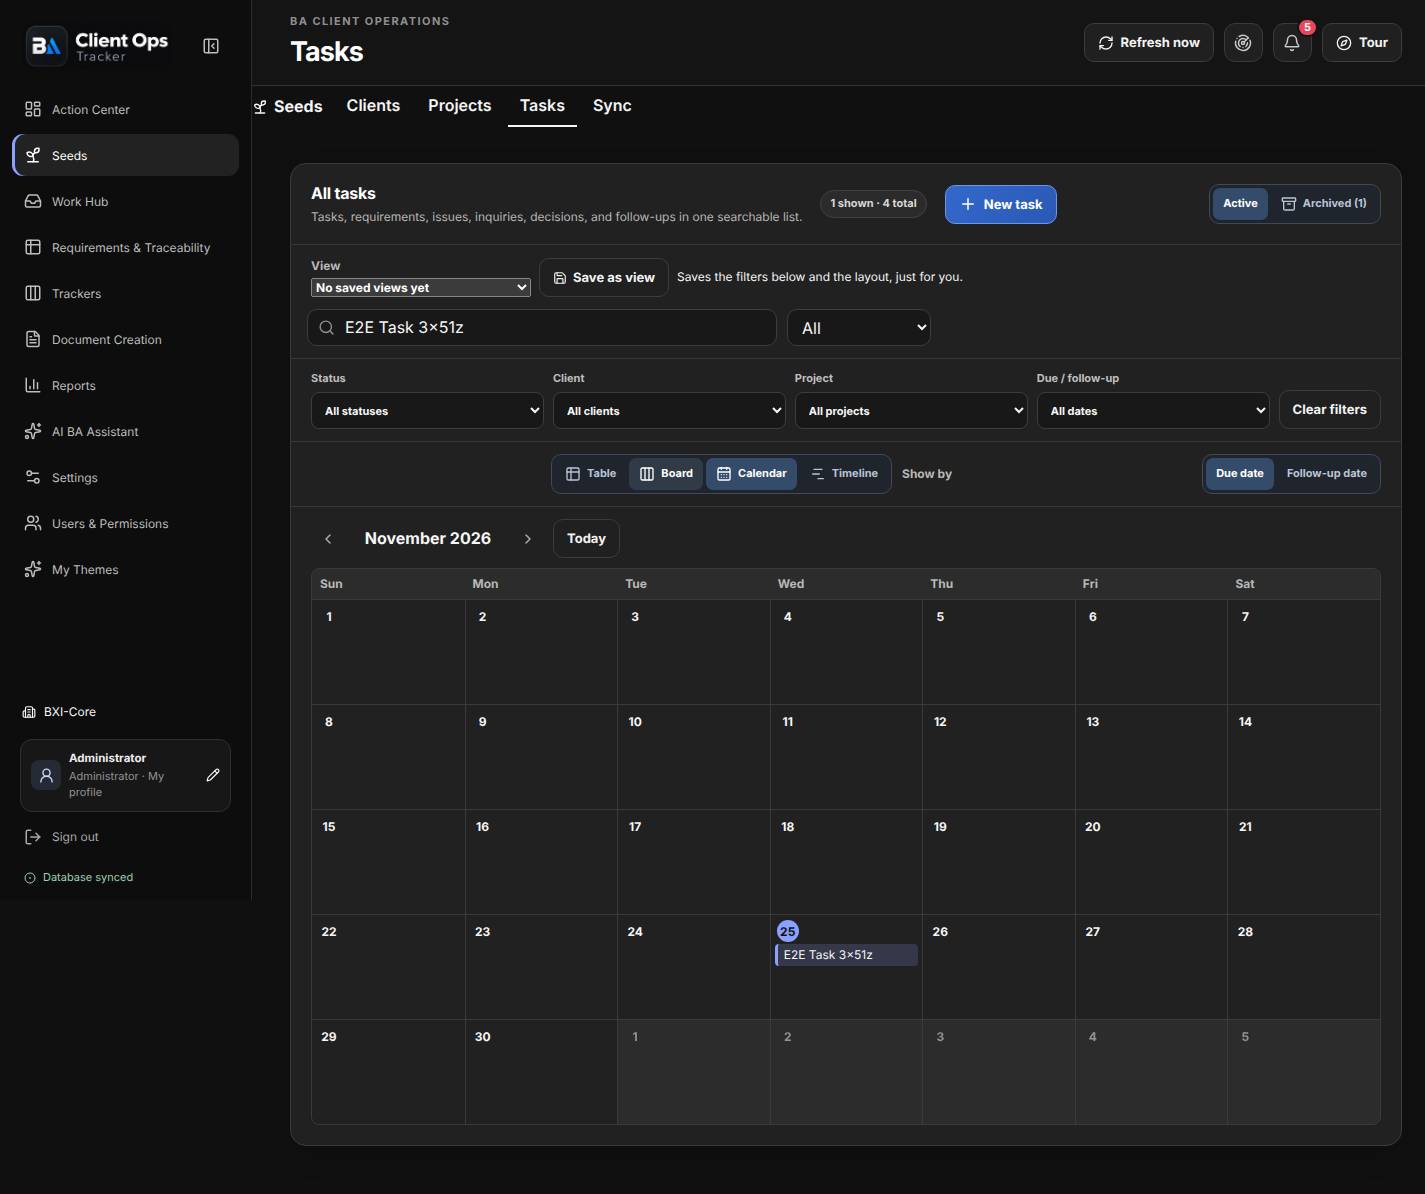 BA
Client Ops
Tracker
Action Center
Seeds
Work Hub
Requirements & Traceability
Trackers
Document Creation
Reports
AI BA Assistant
Settings
Users & Permissions
My Themes
BXI-Core
Administrator
Administrator · My
profile
Sign out
Database synced
BA CLIENT OPERATIONS
Tasks
Refresh now
5
Tour
Seeds Clients Projects Tasks Sync
All tasks
Tasks, requirements, issues, inquiries, decisions, and follow-ups in one searchable list.
1 shown · 4 total
New task
Active
Archived (1)
View
No saved views yet
Save as view
Saves the filters below and the layout, just for you.
E2E Task 3×51z
All
Status Client Project Due / follow-up
All statuses All clients All projects All dates Clear filters
Table Board Calendar Timeline Show by Due date Follow-up date
November 2026 Today
Sun Mon Tue Wed Thu Fri Sat
1 2 3 4 5 6 7
8 9 10 11 12 13 14
15 16 17 18 19 20 21
22 23 24 25 26 27 28
E2E Task 3×51z
29 30 1 2 3 4 5